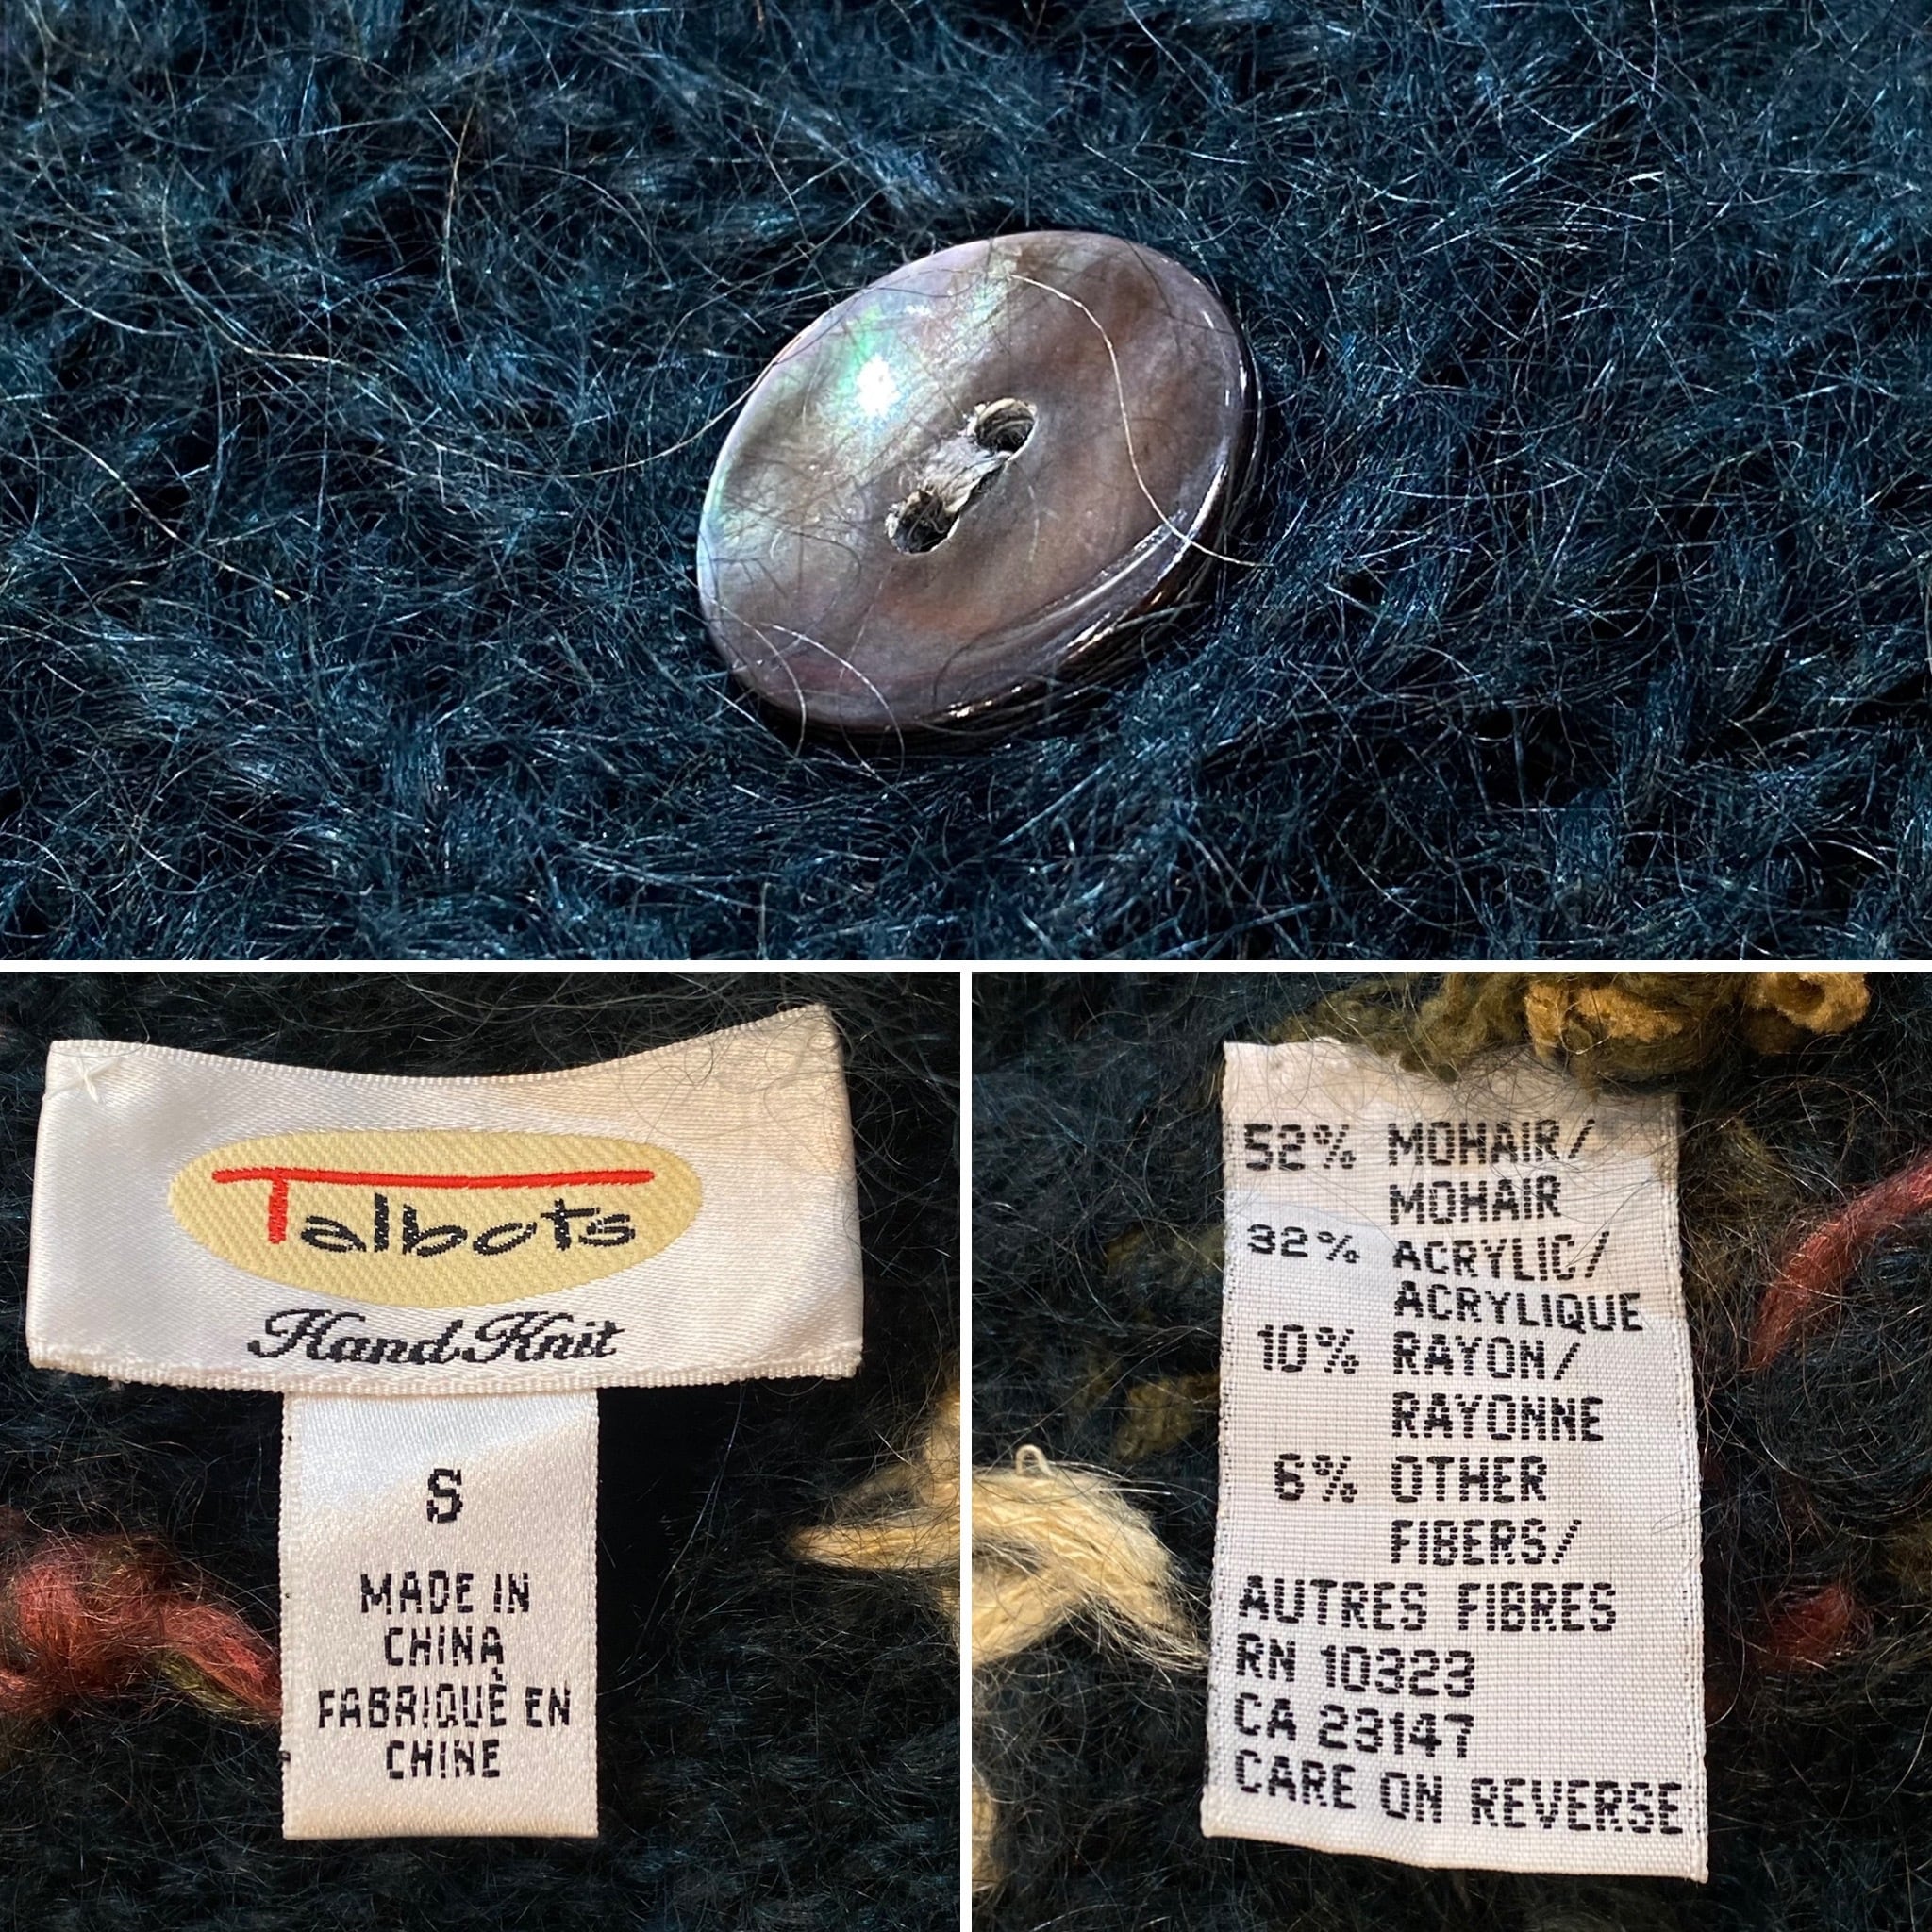 Talbots
Hand Knit
S
MADE IN
CHINA
FABRIQUÉ EN
CHINE
52% MOHAIR/
MOHAIR
32% ACRYLIC/
ACRYLIQUE
10% RAYON/
RAYONNE
6% OTHER
FIBERS/
AUTRES FIBRES
RN 10323
CA 23147
CARE ON REVERSE